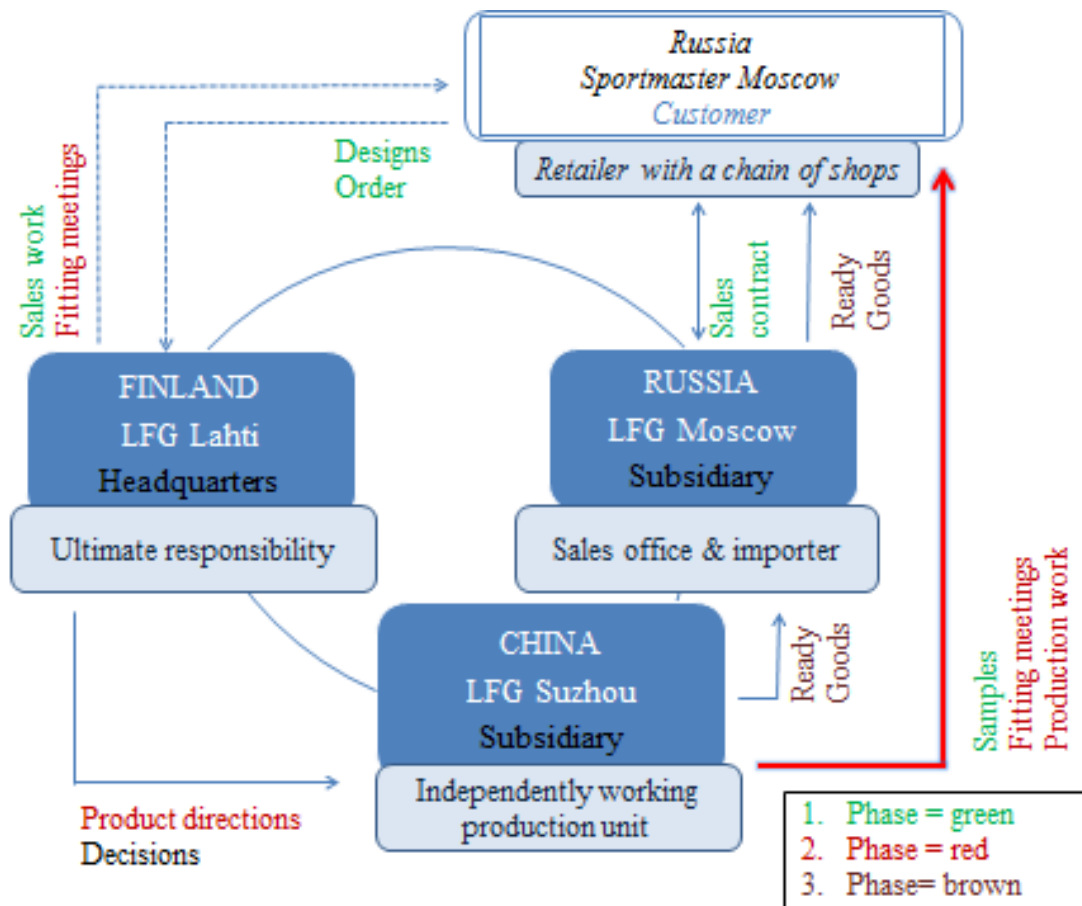 Russia
Sportmaster Moscow
Customer
Retailer with a chain of shops
Designs
Order
Sales work
Fitting meetings
Sales
contract
Ready
Goods
FINLAND
LFG Lahti
Headquarters
Ultimate responsibility
RUSSIA
LFG Moscow
Subsidiary
Sales office & importer
CHINA
LFG Suzhou
Subsidiary
Independently working
production unit
Ready
Goods
Samples
Fitting meetings
Production work
Product directions
Decisions
1. Phase = green
2. Phase = red
3. Phase= brown